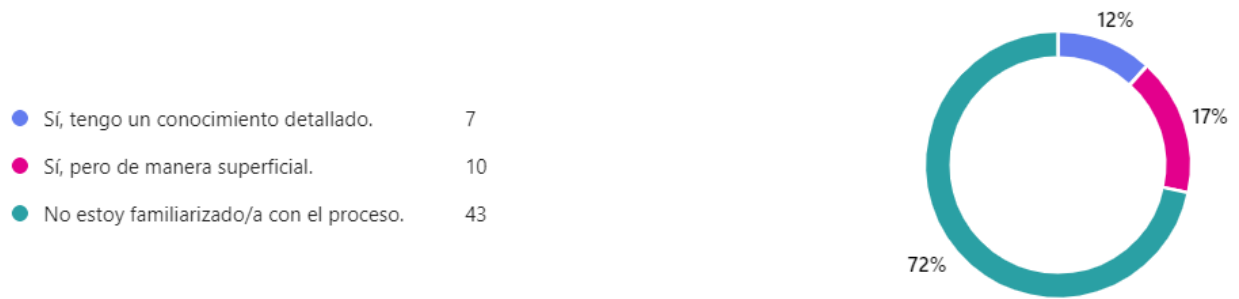 Sí, tengo un conocimiento detallado. 7
Sí, pero de manera superficial. 10
No estoy familiarizado/a con el proceso. 43
12%
17%
72%